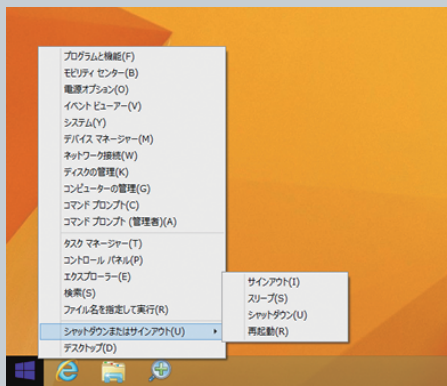 プログラムと機能(F)
モビリティ センター(B)
電源オプション(O)
イベント ビューアー(V)
システム(Y)
デバイス マネージャー(M)
ネットワーク接続(W)
ディスクの管理(K)
コンピューターの管理(G)
コマンド プロンプト(C)
コマンド プロンプト (管理者)(A)
タスク マネージャー(T)
コントロール パネル(P)
エクスプローラー(E)
検索(S)
ファイル名を指定して実行(R)
シャットダウンまたはサインアウト(U)
デスクトップ(D)
サインアウト(I)
スリープ(S)
シャットダウン(U)
再起動(R)